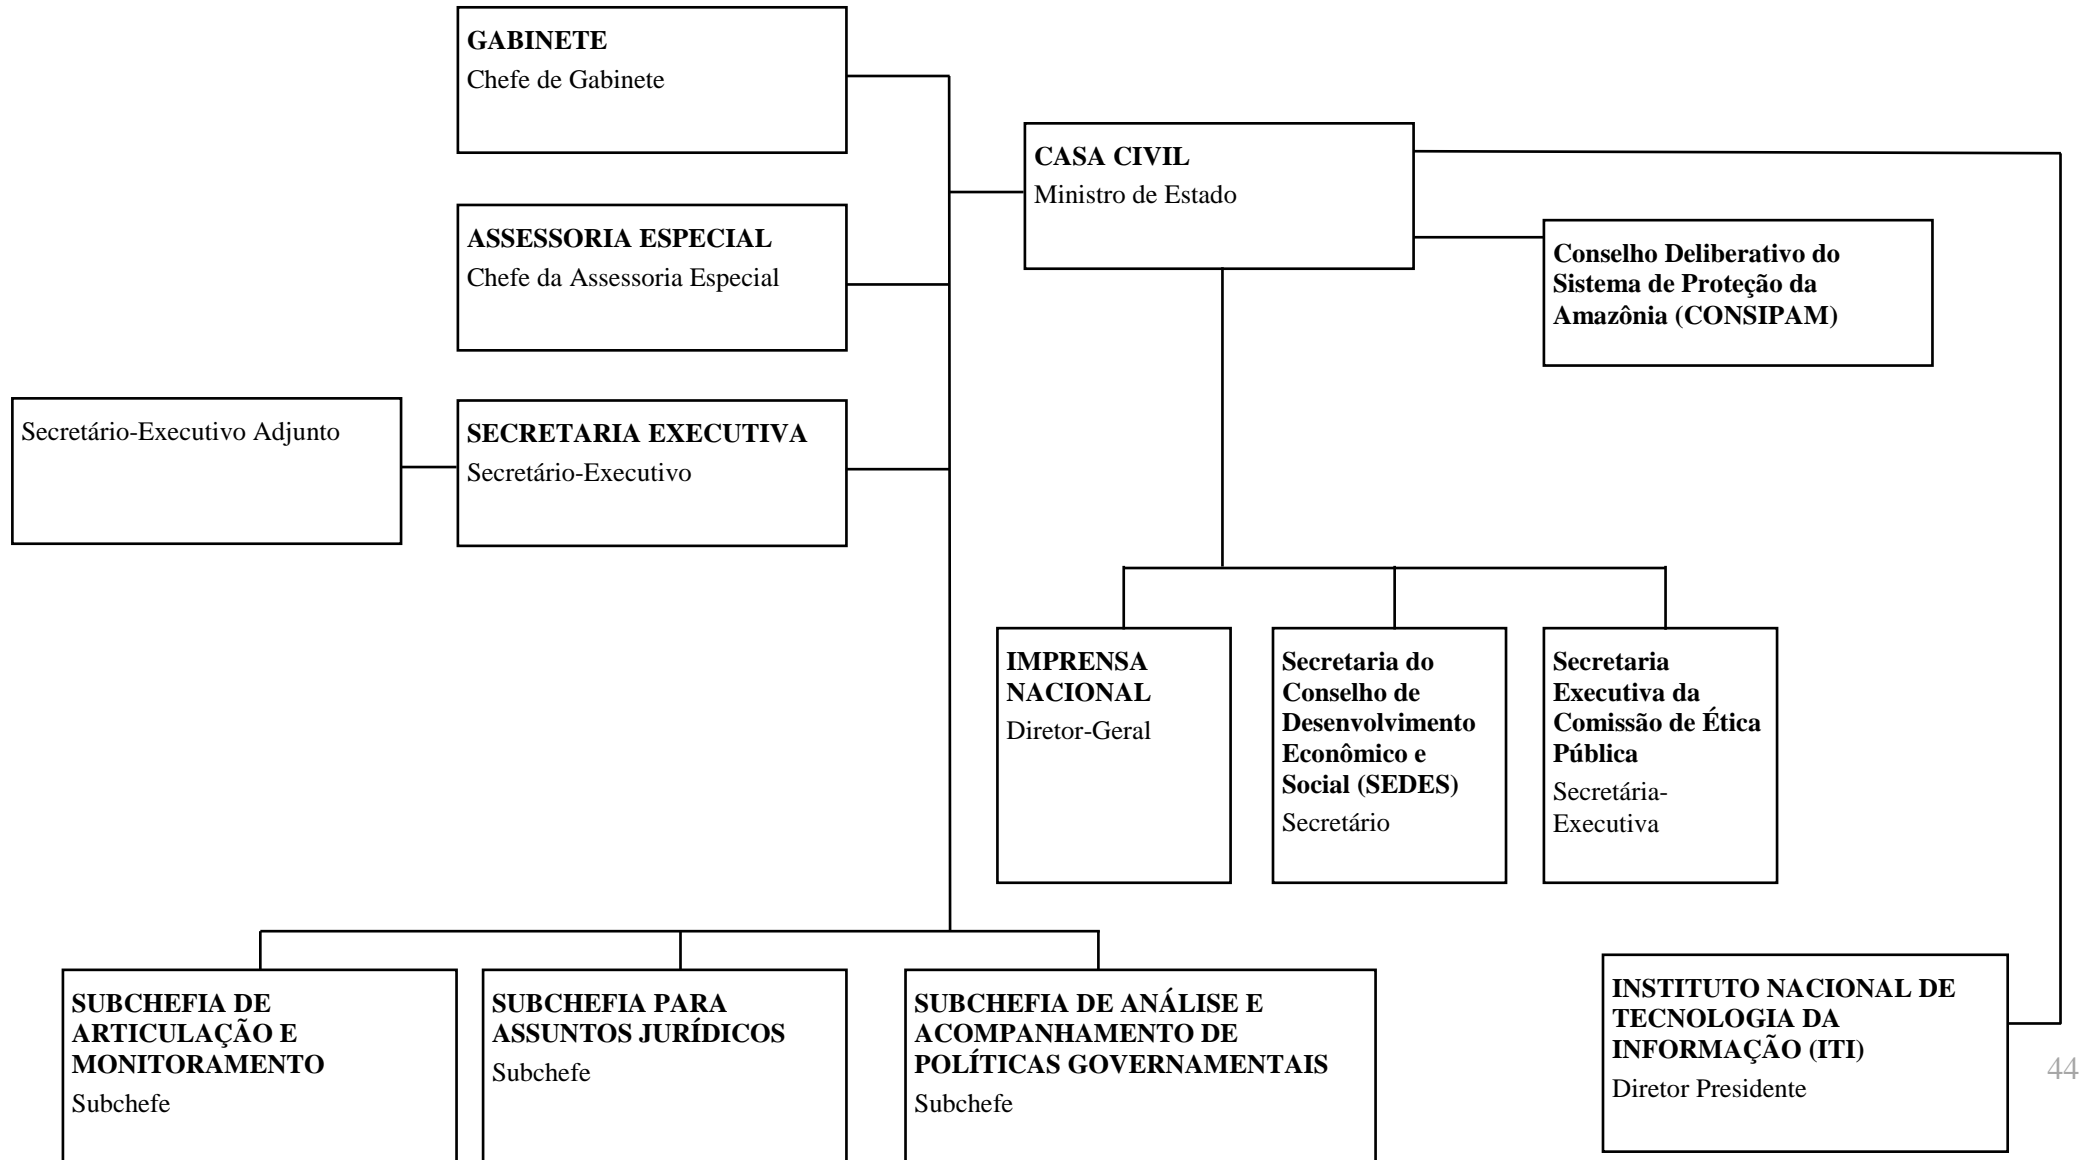 GABINETE
Chefe de Gabinete
CASA CIVIL
Ministro de Estado
ASSESSORIA ESPECIAL
Chefe da Assessoria Especial
Conselho Deliberativo do
Sistema de Proteção da
Amazônia (CONSIPAM)
Secretário-Executivo Adjunto
SECRETARIA EXECUTIVA
Secretário-Executivo
IMPRENSA
NACIONAL
Diretor-Geral
Secretaria do
Conselho de
Desenvolvimento
Econômico e
Social (SEDES)
Secretário
Secretaria
Executiva da
Comissão de Ética
Pública
Secretária-
Executiva
SUBCHEFIA DE
ARTICULAÇÃO E
MONITORAMENTO
Subchefe
SUBCHEFIA PARA
ASSUNTOS JURÍDICOS
Subchefe
SUBCHEFIA DE ANÁLISE E
ACOMPANHAMENTO DE
POLÍTICAS GOVERNAMENTAIS
Subchefe
INSTITUTO NACIONAL DE
TECNOLOGIA DA
INFORMAÇÃO (ITI)
Diretor Presidente
44